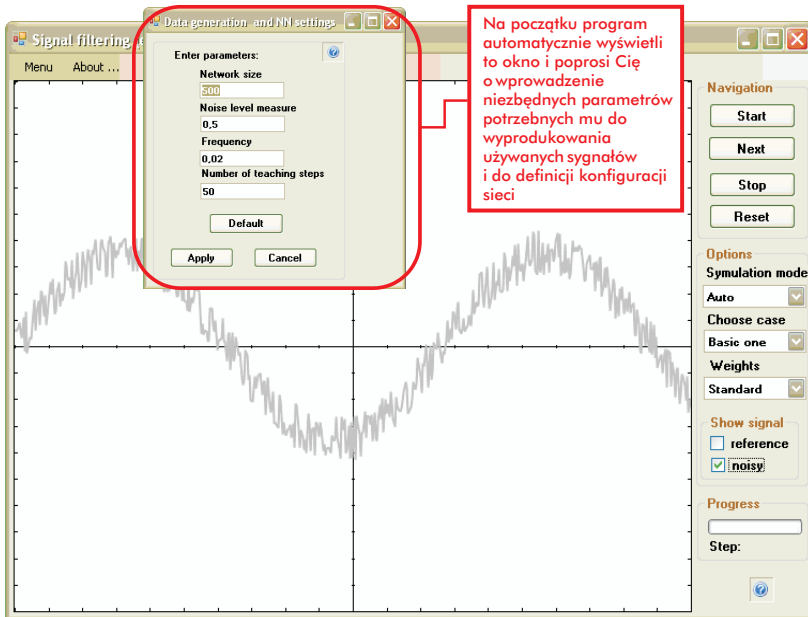 Data generation and NN settings
Signal filtering
Menu About ...
Enter parameters:
Network size
500
Noise level measure
0,5
Frequency
0,02
Number of teaching steps
50
Default
Apply Cancel
Na początku program
automatycznie wyświetli
to okno i poprosi Cię
o wprowadzenie
niezbędnych parametrów
potrzebnych mu do
wyprodukowania
używanych sygnałów
i do definicji konfiguracji
sieci
Navigation
Start
Next
Stop
Reset
Options
Symulation mode
Auto
Choose case
Basic one
Weights
Standard
Show signal
reference
noisy
Progress
Step: